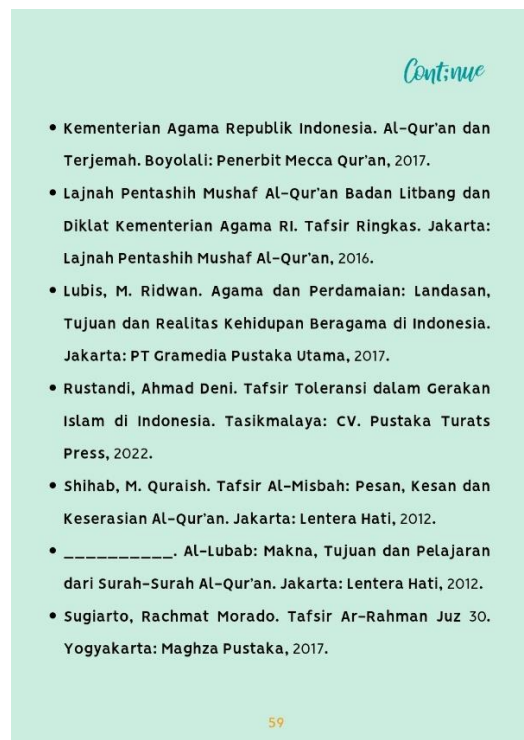 Cont;nue
• Kementerian Agama Republik Indonesia. Al-Qur'an dan
Terjemah. Boyolali: Penerbit Mecca Qur'an, 2017.
• Lajnah Pentashih Mushaf Al-Qur'an Badan Litbang dan
Diklat Kementerian Agama RI. Tafsir Ringkas. Jakarta:
Lajnah Pentashih Mushaf Al-Qur'an, 2016.
• Lubis, M. Ridwan. Agama dan Perdamaian: Landasan,
Tujuan dan Realitas Kehidupan Beragama di Indonesia.
Jakarta: PT Gramedia Pustaka Utama, 2017.
• Rustandi, Ahmad Deni. Tafsir Toleransi dalam Gerakan
Islam di Indonesia. Tasikmalaya: CV. Pustaka Turats
Press, 2022.
• Shihab, M. Quraish. Tafsir Al-Misbah: Pesan, Kesan dan
Keserasian Al-Qur'an. Jakarta: Lentera Hati, 2012.
• __________. Al-Lubab: Makna, Tujuan dan Pelajaran
dari Surah-Surah Al-Qur'an. Jakarta: Lentera Hati, 2012.
• Sugiarto, Rachmat Morado. Tafsir Ar-Rahman Juz 30.
Yogyakarta: Maghza Pustaka, 2017.
59